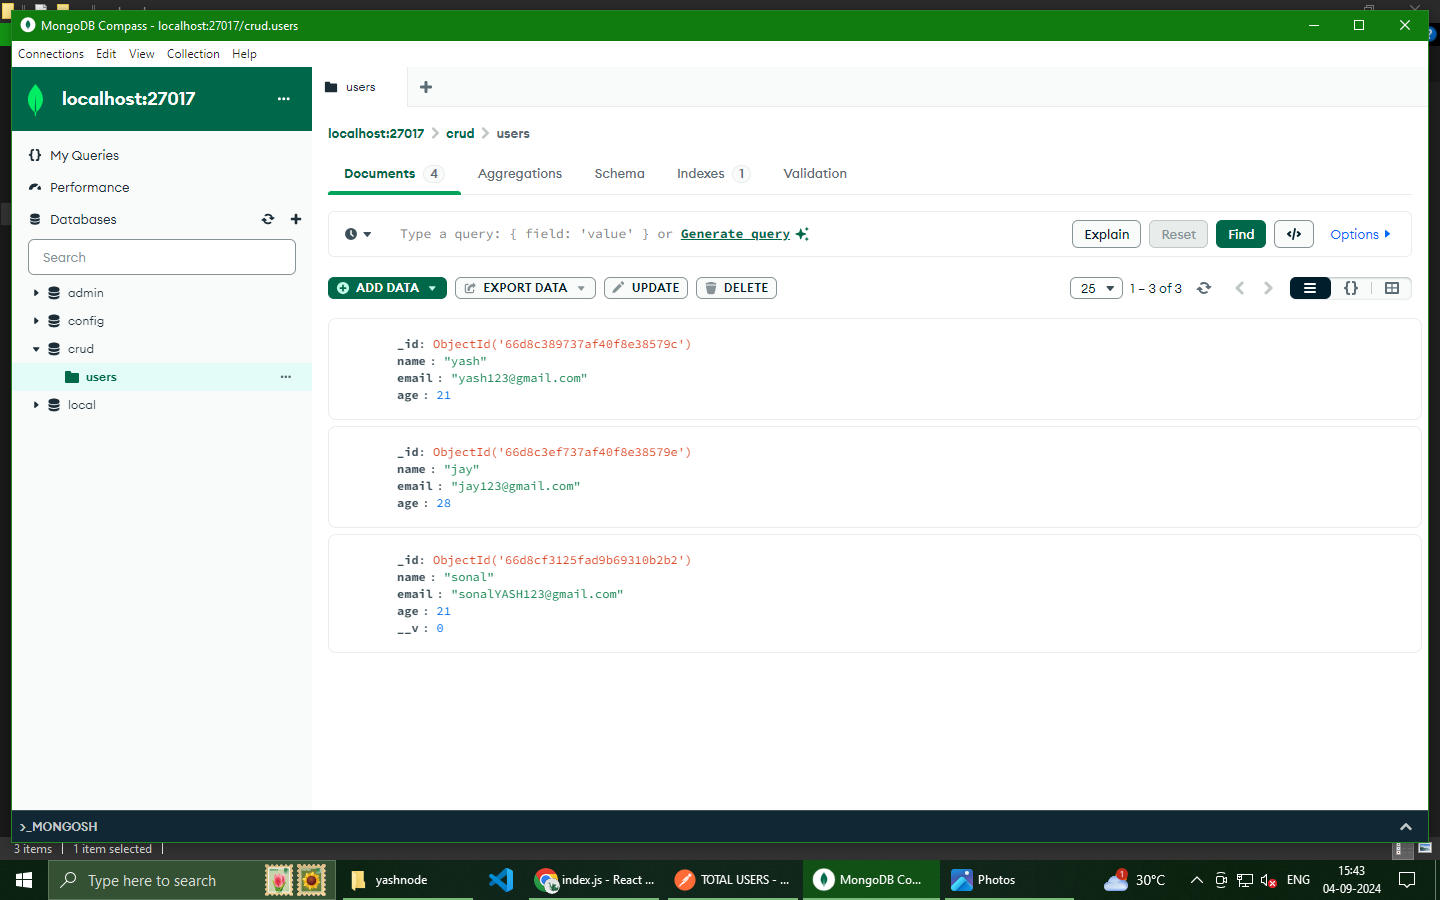 MongoDB Compass - localhost:27017/crud.users
Connections Edit View Collection Help
localhost:27017
users
localhost:27017 > crud > users
My Queries
Performance
Databases
Search
admin
config
crud
users
local
Documents 4 Aggregations Schema Indexes 1 Validation
Type a query: { field: 'value' } or Generate query
Explain Reset Find </> Options
ADD DATA EXPORT DATA UPDATE DELETE
25 1 – 3 of 3 {}
_id: ObjectId('66d8c389737af40f8e38579c')
name : "yash"
email : "yash123@gmail.com"
age : 21
_id: ObjectId('66d8c3ef737af40f8e38579e')
name : "jay"
email : "jay123@gmail.com"
age : 28
_id: ObjectId('66d8cf3125fad9b69310b2b2')
name : "sonal"
email : "sonalYASH123@gmail.com"
age : 21
__v : 0
>_MONGOSH
3 items 1 item selected
Type here to search
yashnode
index.js - React ...
TOTAL USERS - ...
MongoDB Co...
Photos
1 30°C
ENG
15:43
04-09-2024